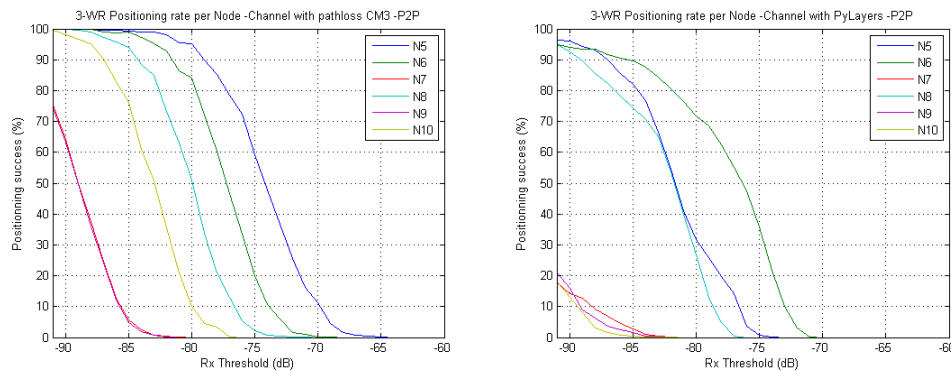 3-WR Positioning rate per Node -Channel with pathloss CM3 -P2P
100
90
80
70
60
50
40
30
20
10
0
Positionning success (%)
-90
-85
-80
-75
-70
-65
-60
Rx Threshold (dB)
N5
N6
N7
N8
N9
N10
3-WR Positioning rate per Node -Channel with PyLayers -P2P
100
90
80
70
60
50
40
30
20
10
0
Positionning success (%)
-90
-85
-80
-75
-70
-65
-60
Rx Threshold (dB)
N5
N6
N7
N8
N9
N10